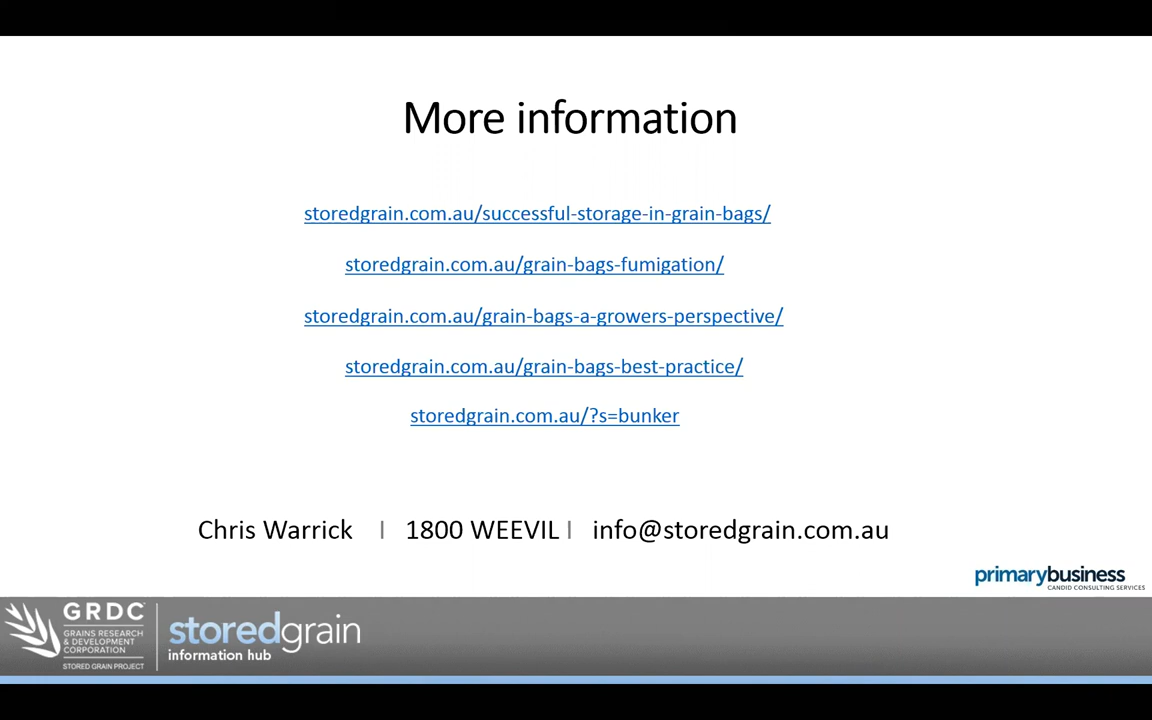 More information
storedgrain.com.au/successful-storage-in-grain-bags/
storedgrain.com.au/grain-bags-fumigation/
storedgrain.com.au/grain-bags-a-growers-perspective/
storedgrain.com.au/grain-bags-best-practice/
storedgrain.com.au/?s=bunker
Chris Warrick I 1800 WEEVIL I info@storedgrain.com.au
primarybusiness
CANDID CONSULTING SERVICES
GRDC
GRAINS RESEARCH
& DEVELOPMENT
CORPORATION
STORED GRAIN PROJECT
storedgrain
information hub